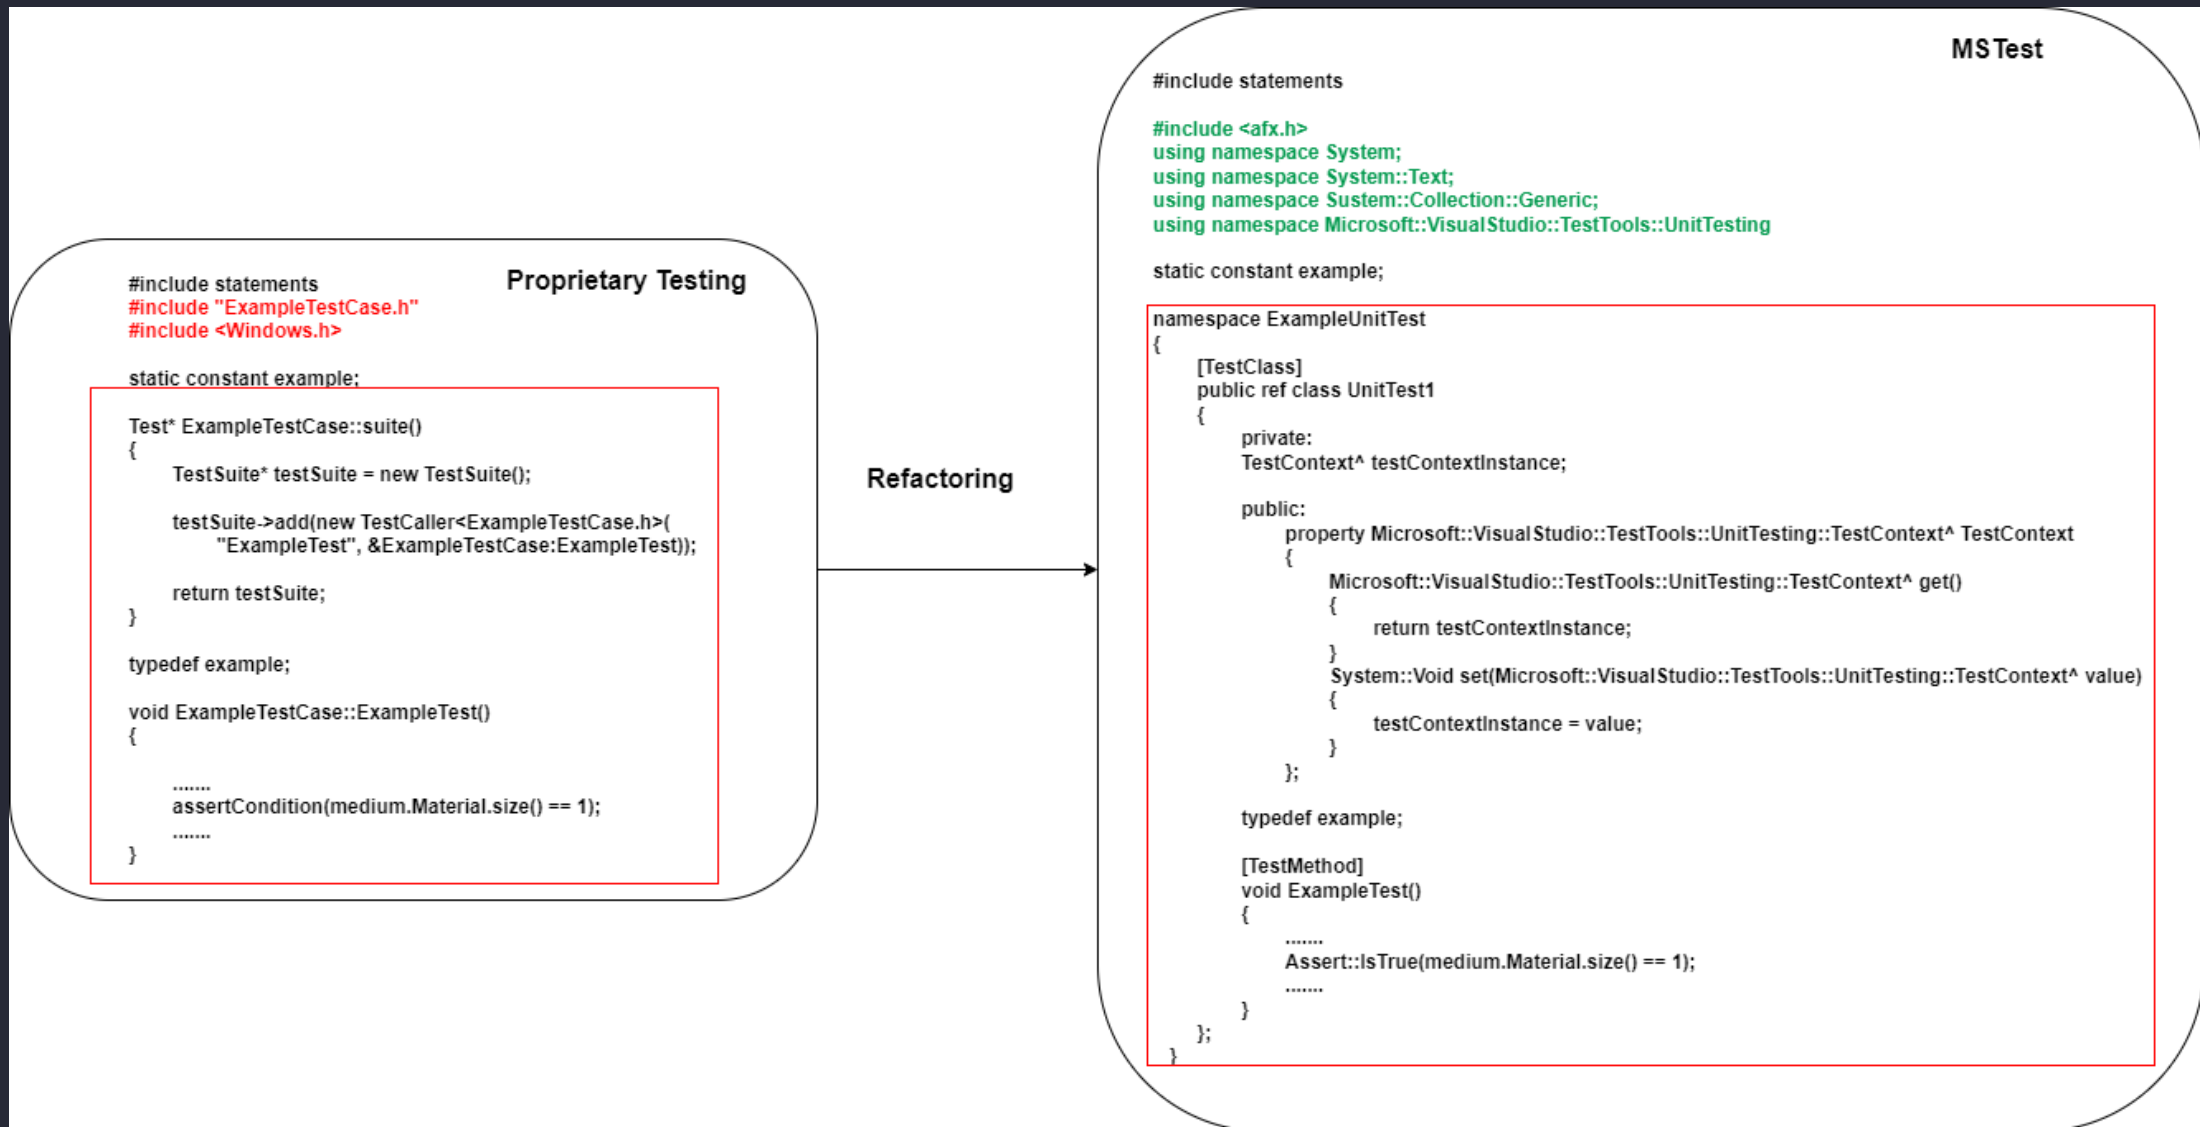 Proprietary Testing
#include statements
#include "ExampleTestCase.h"
#include <Windows.h>
static constant example;
Test* ExampleTestCase::suite()
{
TestSuite* testSuite = new TestSuite();
testSuite->add(new TestCaller<ExampleTestCase.h>(
"ExampleTest", &ExampleTestCase:ExampleTest));
return testSuite;
}
typedef example;
void ExampleTestCase::ExampleTest()
{
.......
assertCondition(medium.Material.size() == 1);
.......
}
Refactoring
MSTest
#include statements
#include <afx.h>
using namespace System;
using namespace System::Text;
using namespace Sustem::Collection::Generic;
using namespace Microsoft::VisualStudio::TestTools::UnitTesting
static constant example;
namespace ExampleUnitTest
{
[TestClass]
public ref class UnitTest1
{
private:
TestContext^ testContextInstance;
public:
property Microsoft::VisualStudio::TestTools::UnitTesting::TestContext^ TestContext
{
Microsoft::VisualStudio::TestTools::UnitTesting::TestContext^ get()
{
return testContextInstance;
}
System::Void set(Microsoft::VisualStudio::TestTools::UnitTesting::TestContext^ value)
{
testContextInstance = value;
}
};
typedef example;
[TestMethod]
void ExampleTest()
{
.......
Assert::IsTrue(medium.Material.size() == 1);
.......
}
};
}